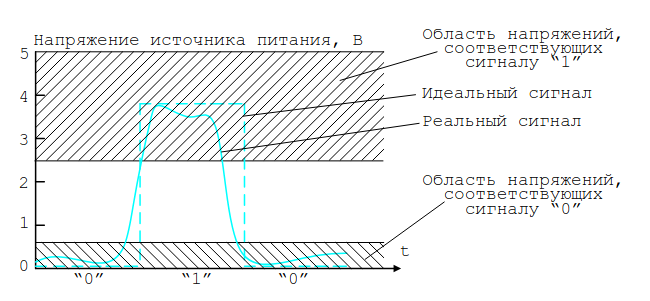 Напряжение источника питания, В
Область напряжений,
соответствующих
сигналу “1”
Идеальный сигнал
Реальный сигнал
Область напряжений,
соответствующих
сигналу “0”
5
4
3
2
1
0
t
“0” “1” “0”